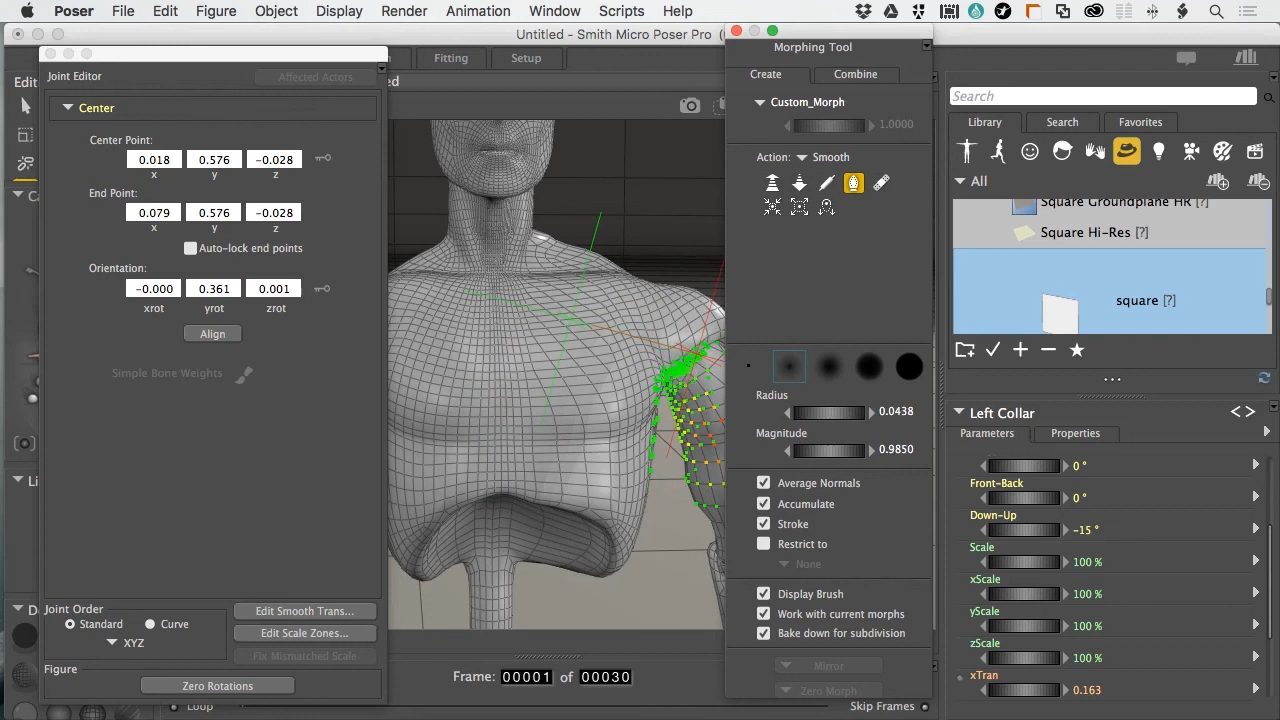 Poser File Edit Figure Object Display Render Animation Window Scripts Help
Untitled - Smith Micro Poser Pro
Fitting Setup
Edit
Joint Editor
Affected Actors
Center
Center Point:
0.018 0.576 -0.028
x y z
End Point:
0.079 0.576 -0.028
x y z
Auto-lock end points
Orientation:
-0.000 0.361 0.001
xrot yrot zrot
Align
Simple Bone Weights
Joint Order
Standard Curve
XYZ
Edit Smooth Trans...
Edit Scale Zones...
Fix Mismatched Scale
Figure
Zero Rotations
Loop
Frame: 00001 of 00030
Skip Frames
Morphing Tool
Create Combine
Custom_Morph
1.0000
Action: Smooth
Radius
0.0438
Magnitude
0.9850
Average Normals
Accumulate
Stroke
Restrict to
None
Display Brush
Work with current morphs
Bake down for subdivision
Mirror
Zero Morph
Search
Library Search Favorites
All
Square Groundplane HR [?]
Square Hi-Res [?]
square [?]
...
Left Collar
Parameters Properties
0 °
Front-Back
0 °
Down-Up
-15 °
Scale
100 %
xScale
100 %
yScale
100 %
zScale
100 %
xTran
0.163